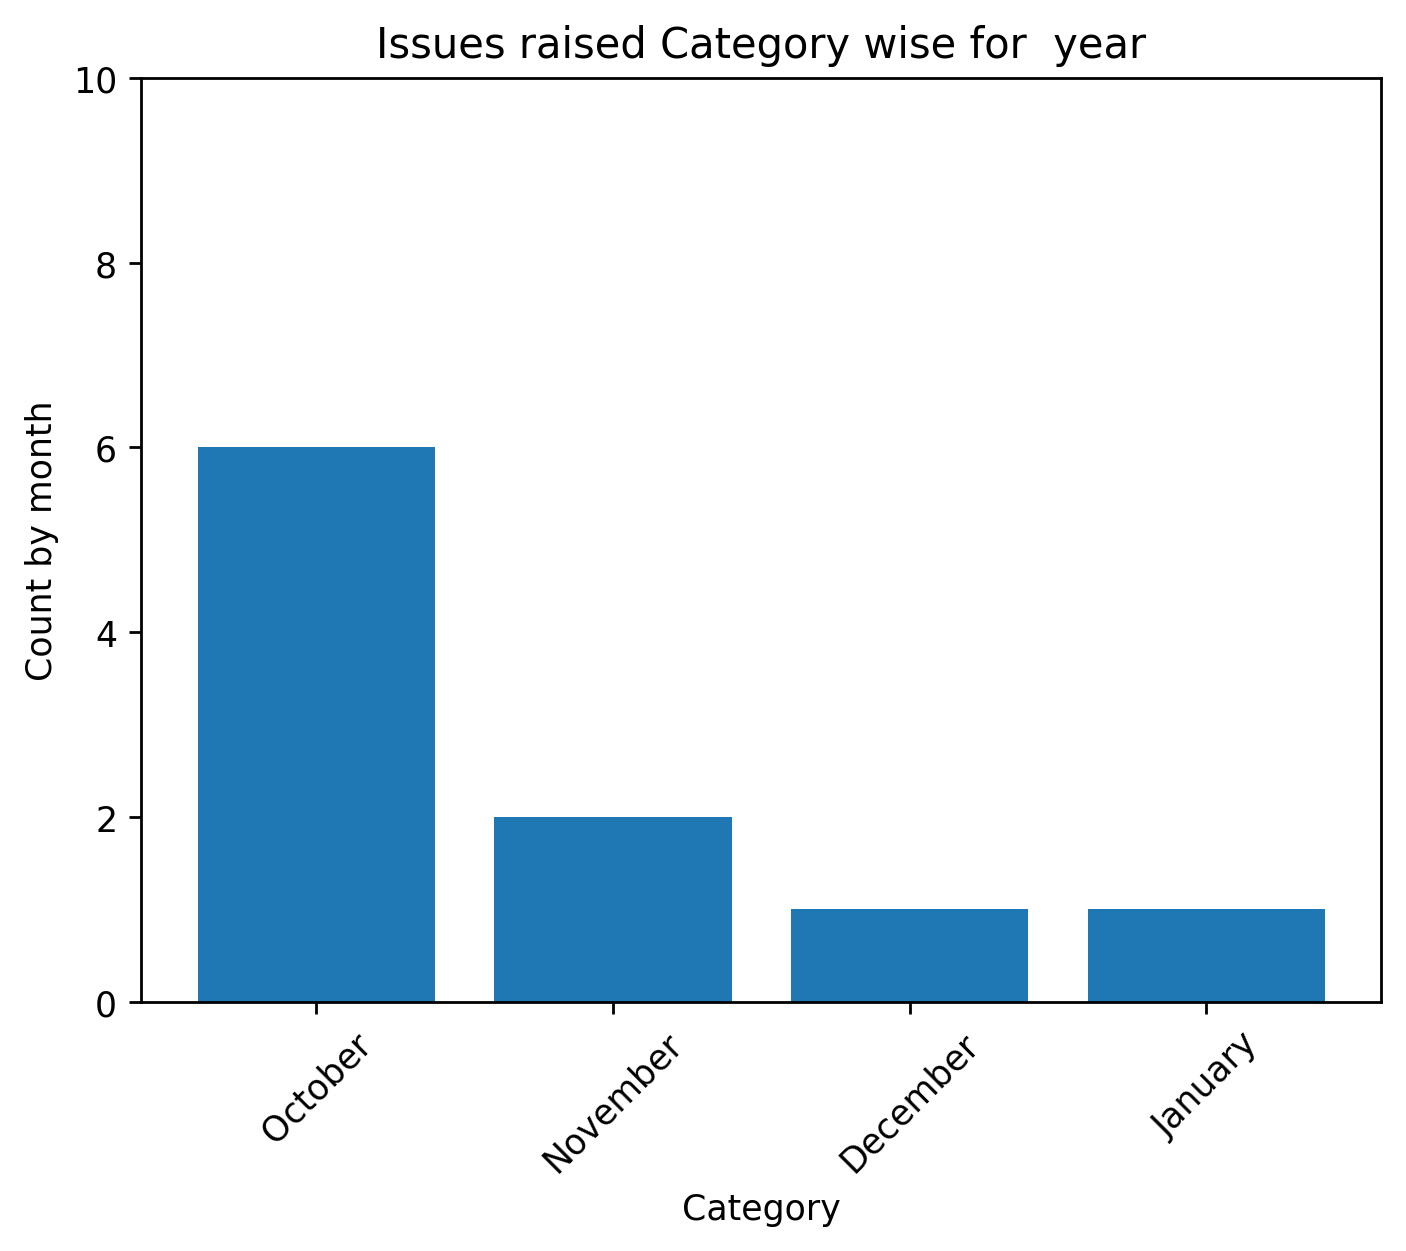 Issues raised Category wise for  year
10
8
6
4
2
0
Count by month
October
November
December
January
Category